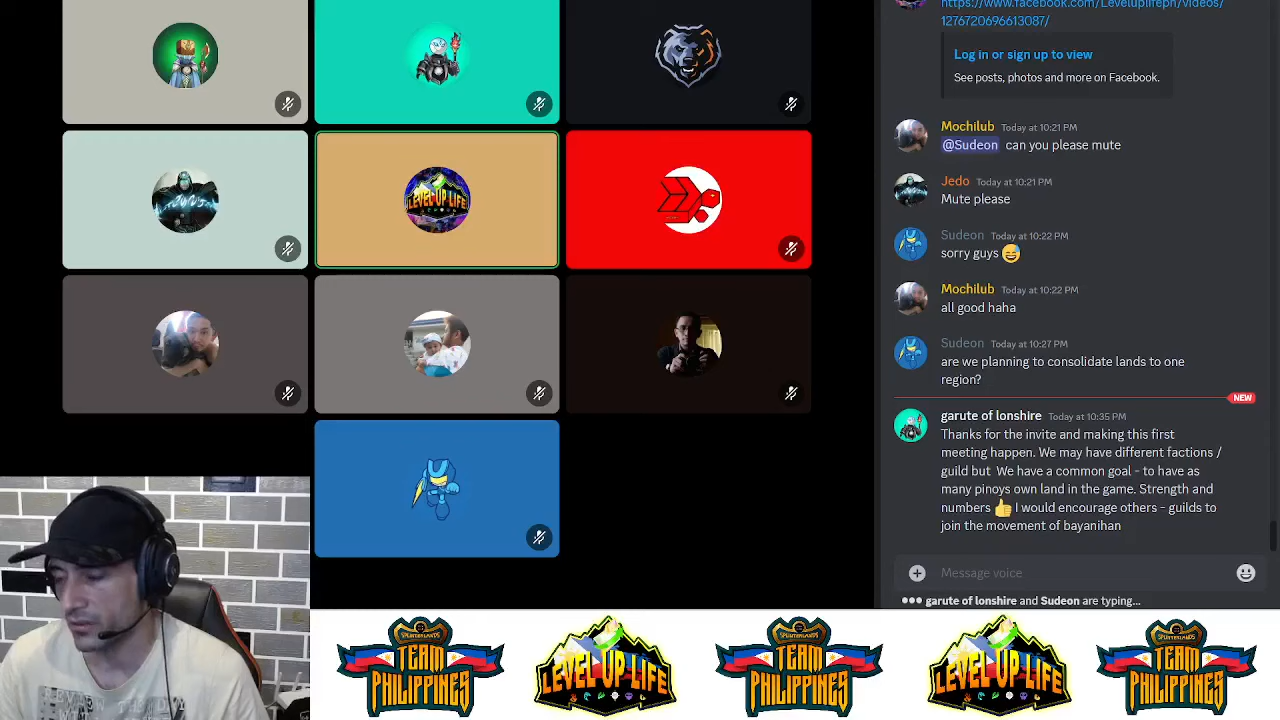 https://www.facebook.com/Leveluplifeph/videos/
1276720696613087/
Log in or sign up to view
See posts, photos and more on Facebook.
Mochilub Today at 10:21 PM
@Sudeon can you please mute
Jedo Today at 10:21 PM
Mute please
Sudeon Today at 10:22 PM
sorry guys 😅
Mochilub Today at 10:22 PM
all good haha
Sudeon Today at 10:27 PM
are we planning to consolidate lands to one
region?
NEW
garute of lonshire Today at 10:35 PM
Thanks for the invite and making this first
meeting happen. We may have different factions /
guild but We have a common goal - to have as
many pinoys own land in the game. Strength and
numbers 👍 I would encourage others - guilds to
join the movement of bayanihan
Message voice
garute of lonshire and Sudeon are typing...
LEVEL UP LIFE
SPLINTERLANDS
TEAM
PHILIPPINES
LEVEL UP LIFE
SPLINTERLANDS
TEAM
PHILIPPINES
LEVEL UP LIFE
SPLINTERLANDS
TEAM
PHILIPPINES